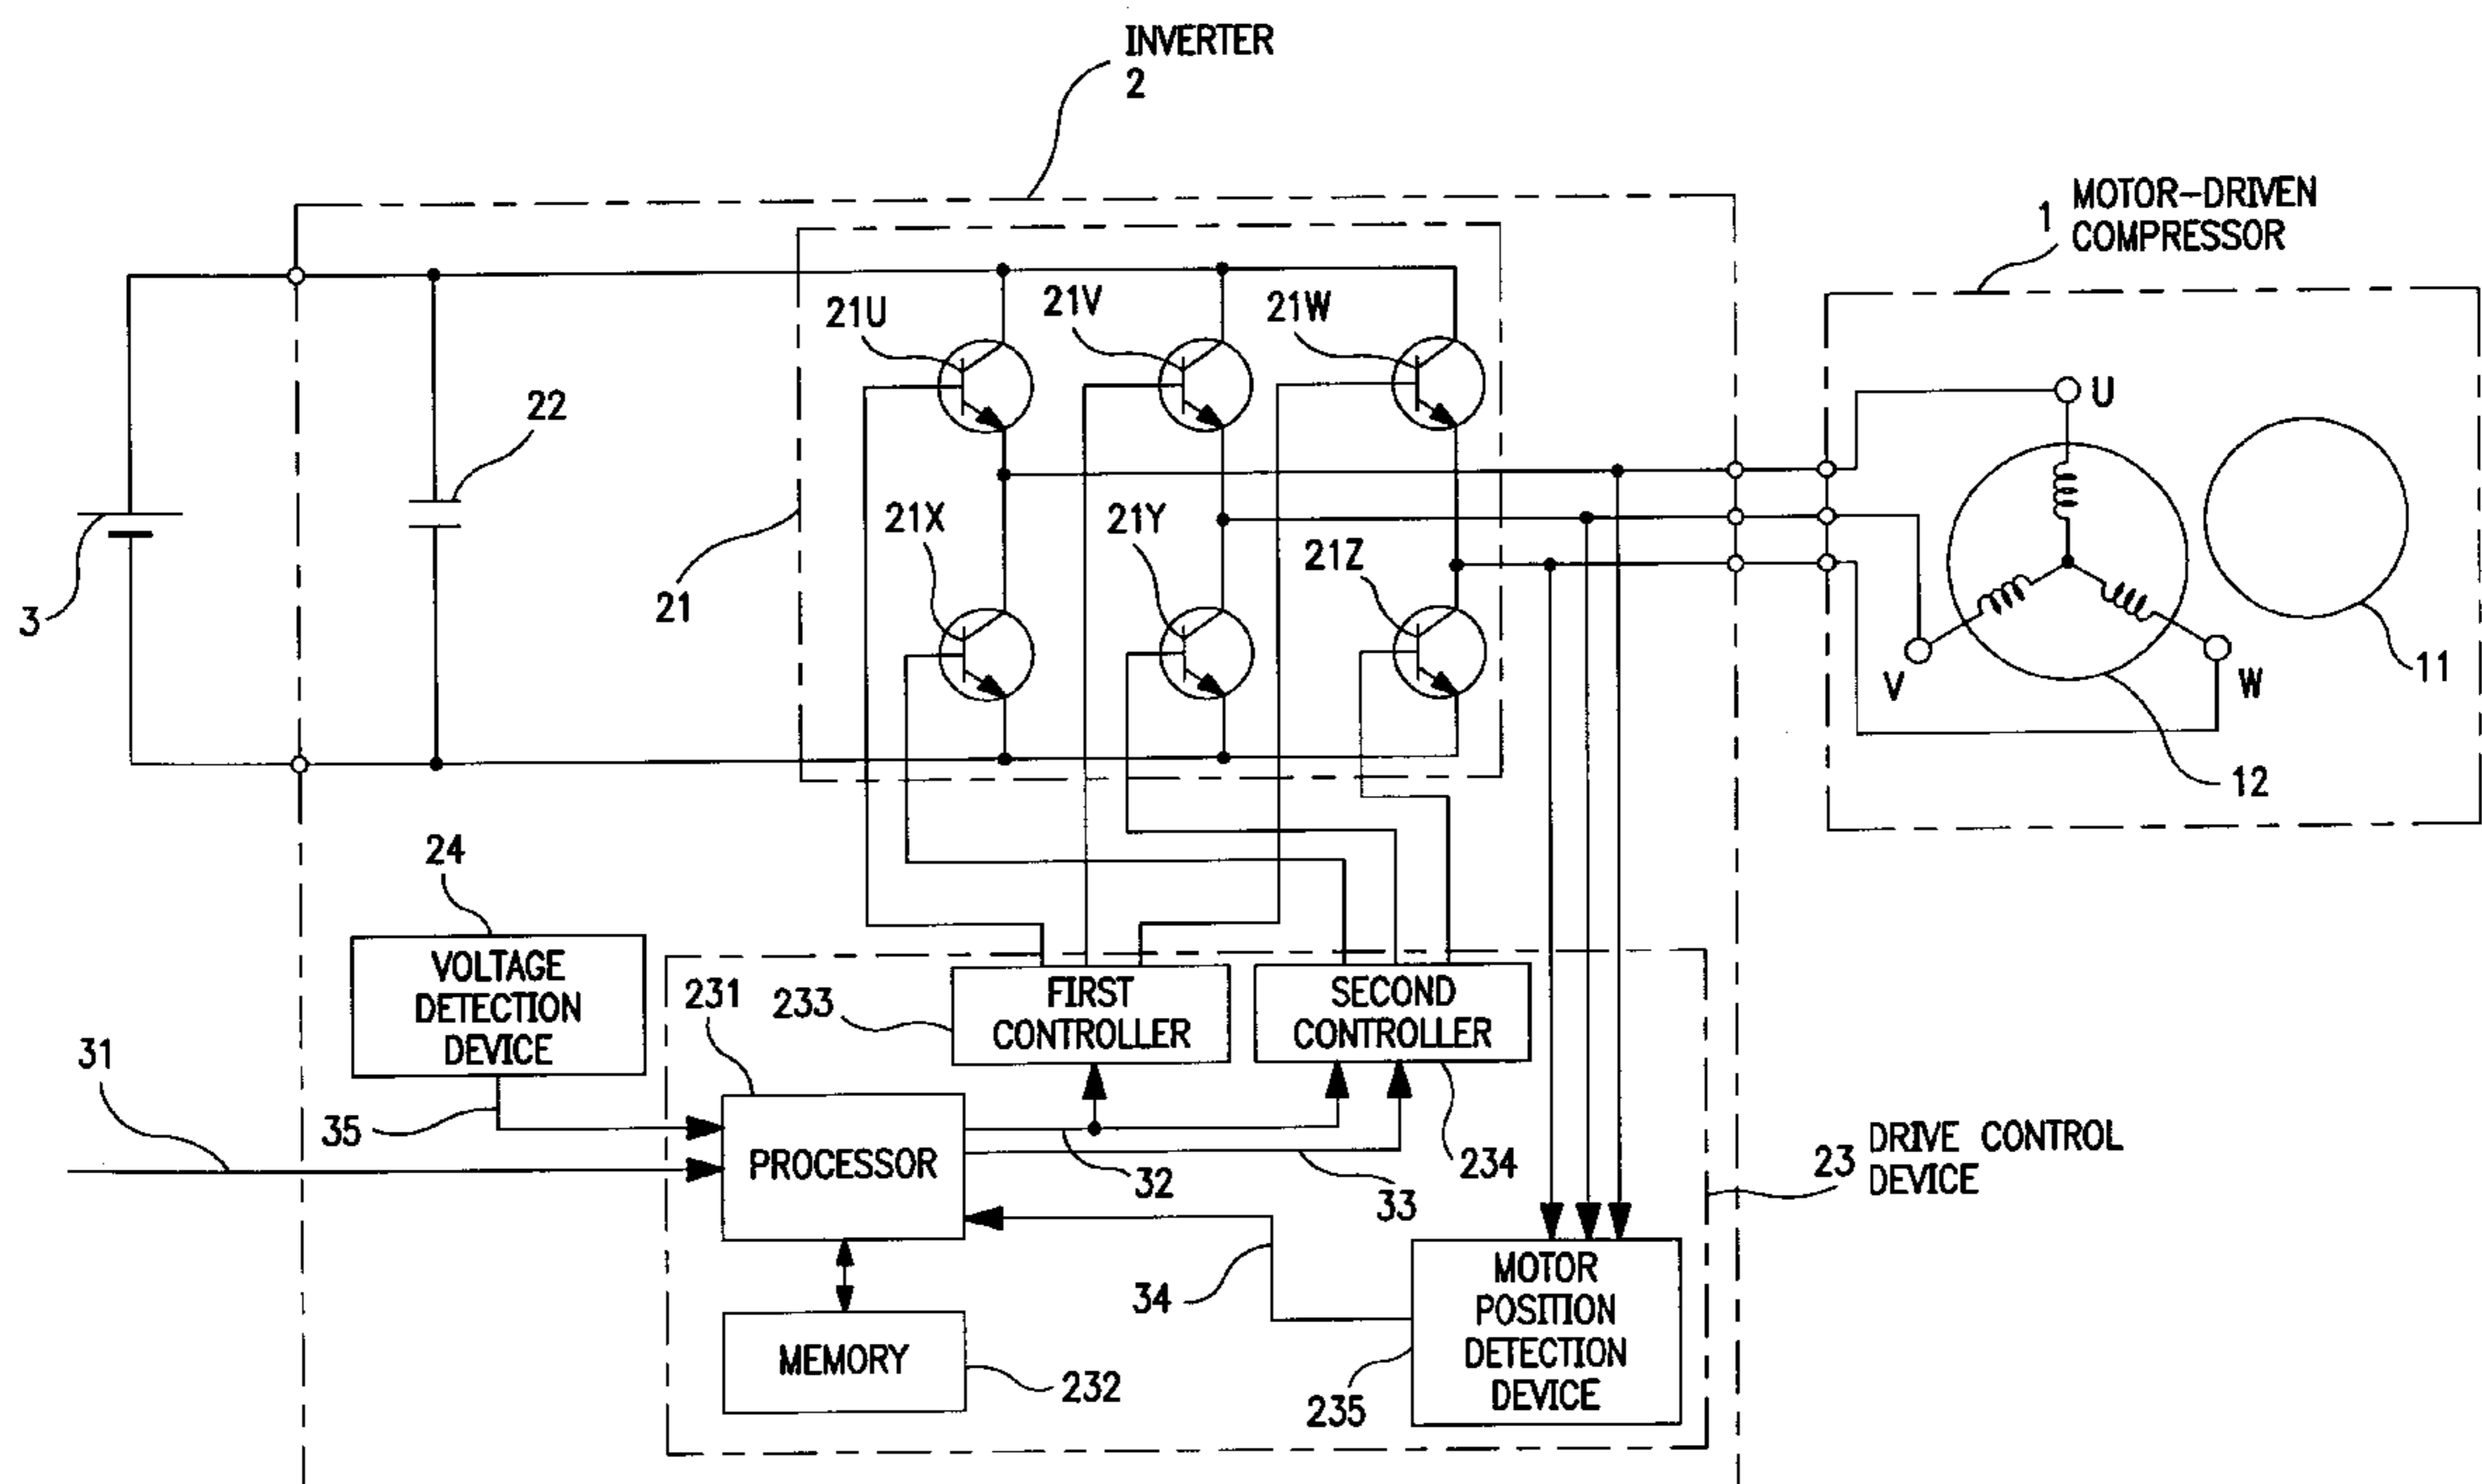 INVERTER
2
1 MOTOR-DRIVEN
COMPRESSOR
21U
21V
21W
22
U
21X
21Y
21Z
3
21
V
W
11
12
24
VOLTAGE
DETECTION
DEVICE
231
233
FIRST
CONTROLLER
SECOND
CONTROLLER
31
35
PROCESSOR
32
33
234
23 DRIVE CONTROL
DEVICE
34
MOTOR
POSITION
DETECTION
DEVICE
MEMORY
232
235